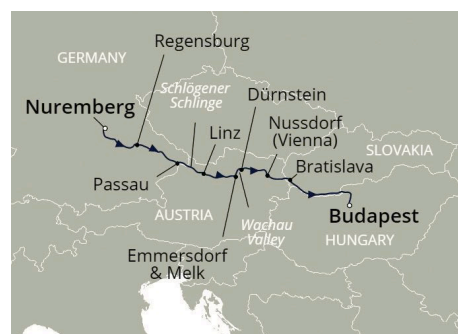 Regensburg
GERMANY
Schlögener
Schlinge
Dürnstein
Nuremberg
Linz
Nussdorf
(Vienna)
SLOVAKIA
Passau
Bratislava
AUSTRIA
Wachau
Valley
Budapest
HUNGARY
Emmersdorf
& Melk